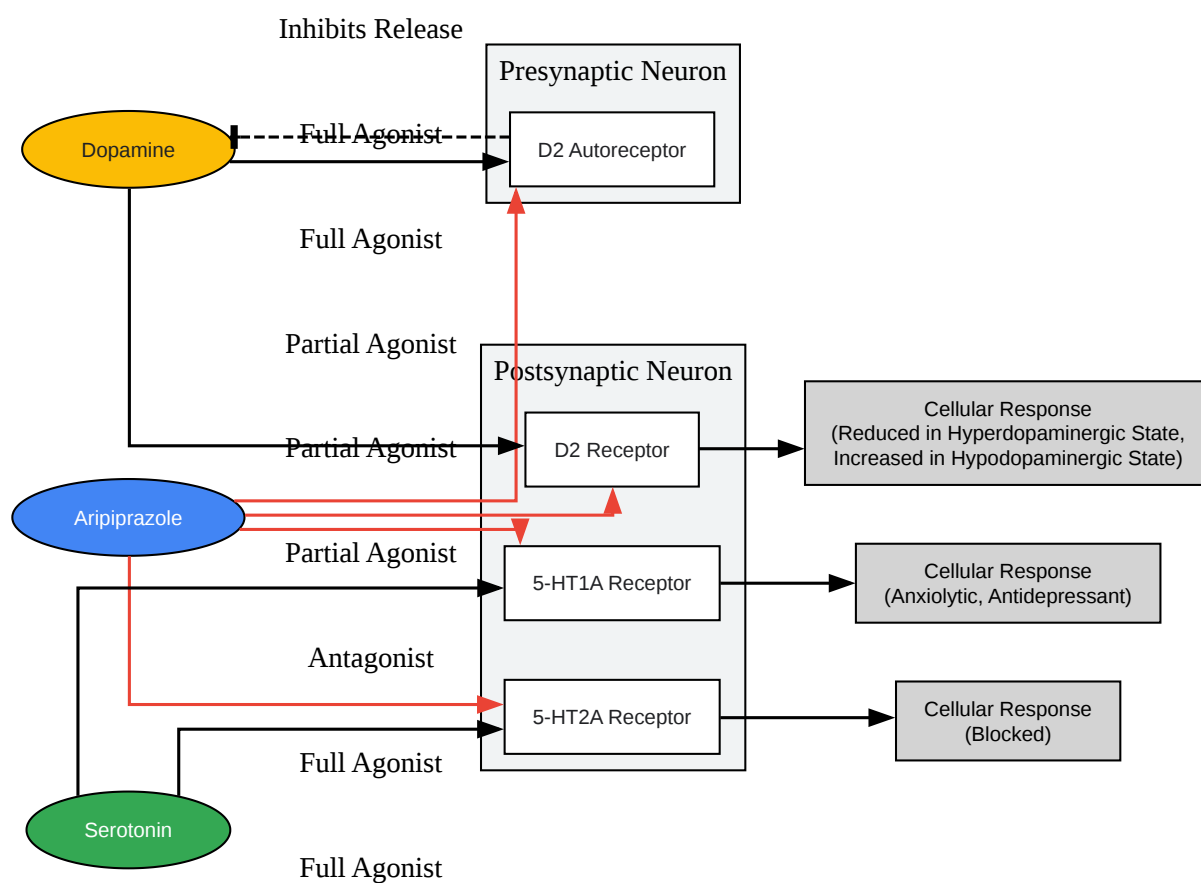 Inhibits Release
Presynaptic Neuron
Full Agonist
D2 Autoreceptor
Dopamine
Full Agonist
Partial Agonist
Postsynaptic Neuron
Cellular Response
(Reduced in Hyperdopaminergic State,
Increased in Hypodopaminergic State)
Partial Agonist
D2 Receptor
Aripiprazole
Partial Agonist
5-HT1A Receptor
Cellular Response
(Anxiolytic, Antidepressant)
Antagonist
5-HT2A Receptor
Cellular Response
(Blocked)
Full Agonist
Serotonin
Full Agonist